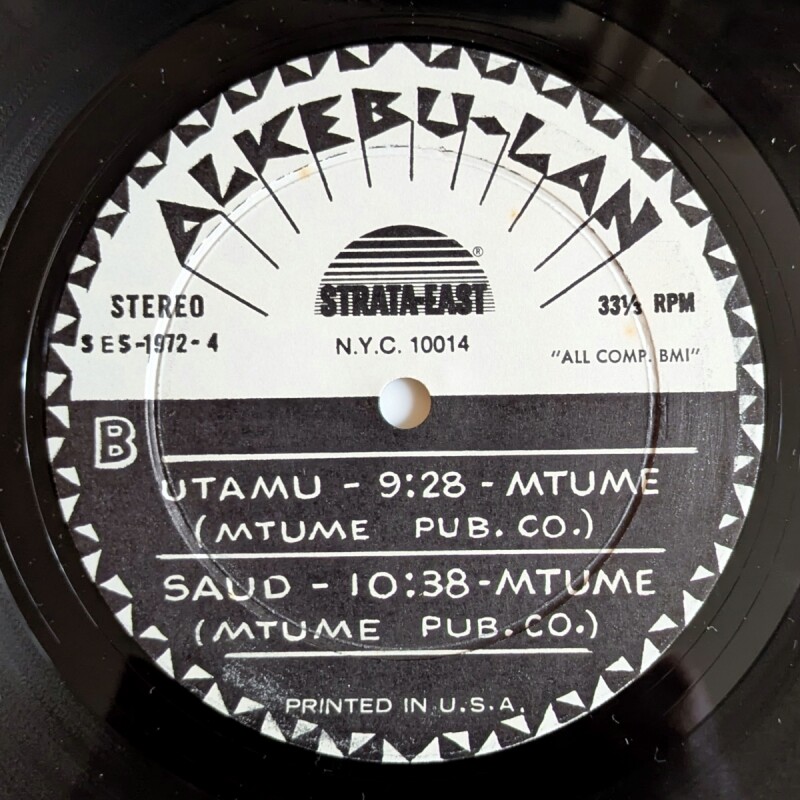 ALKEBU-LAN
STRATA-EAST®
STEREO
33⅓ RPM
SES-1972-4
N.Y.C. 10014
"ALL COMP. BMI"
B
UTAMU - 9:28 - MTUME
(MTUME PUB. CO.)
SAUD - 10:38 - MTUME
(MTUME PUB. CO.)
PRINTED IN U.S.A.